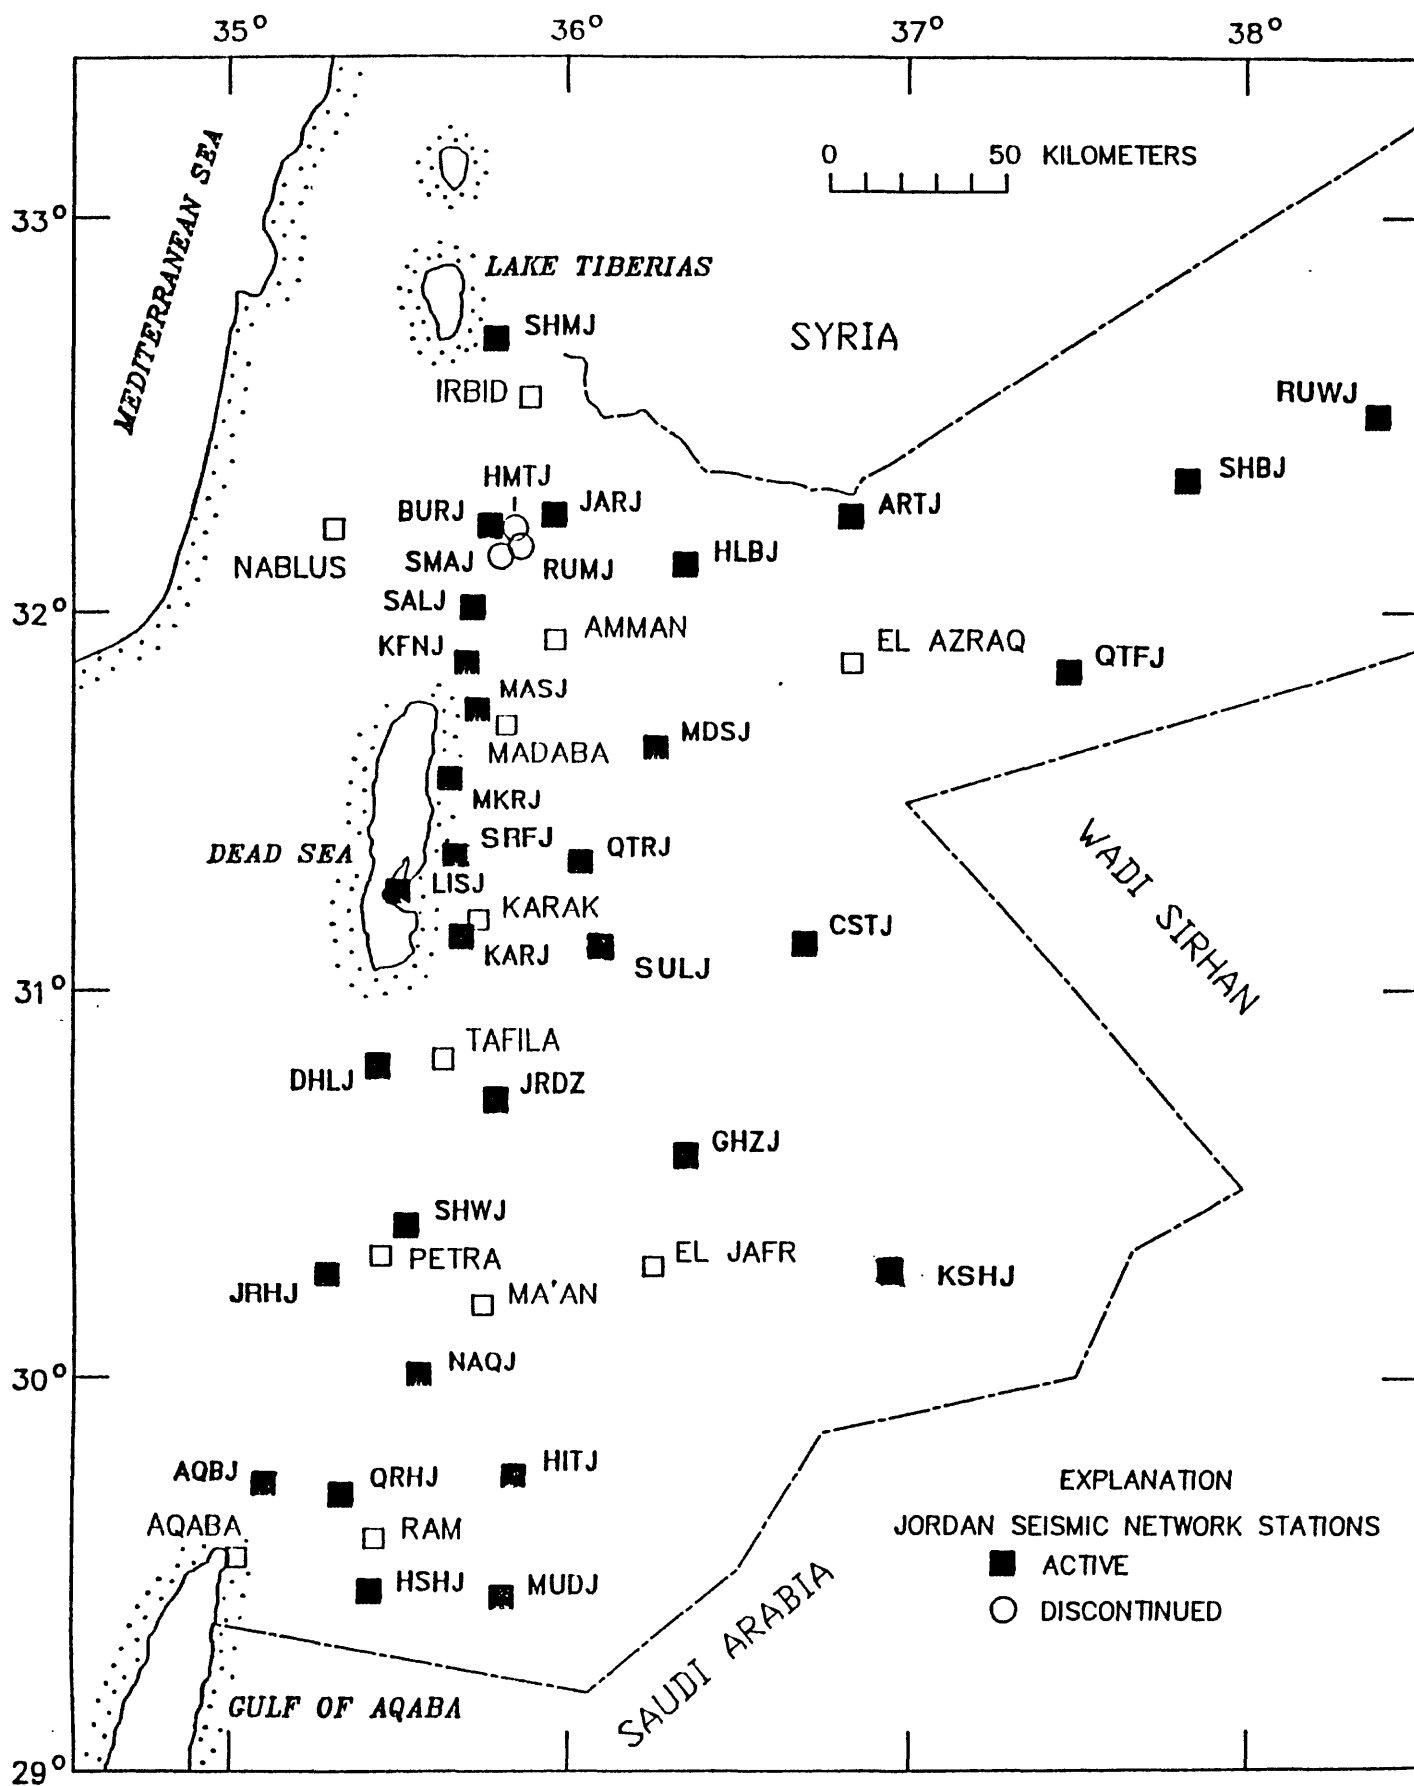 35° 36° 37° 38°
0 50 KILOMETERS
MEDITERRANEAN SEA
33°
LAKE TIBERIAS
SHMJ
SYRIA
IRBID
RUWJ
SHBJ
HMTJ
JARJ
BURJ
ARTJ
HLBJ
SMAJ
RUMJ
NABLUS
SALJ
32°
AMMAN
EL AZRAQ
KFNJ
QTFJ
MASJ
MDSJ
MADABA
MKRJ
SRFJ
QTRJ
DEAD SEA
WADI SIRHAN
LISJ
KARAK
CSTJ
KARJ
SULJ
31°
TAFILA
DHLJ
JRDZ
GHZJ
SHWJ
PETRA
EL JAFR
KSHJ
JRHJ
MA'AN
NAQJ
30°
AQBJ
QRHJ
HITJ
EXPLANATION
AQABA
RAM
JORDAN SEISMIC NETWORK STATIONS
ACTIVE
HSHJ
MUDJ
DISCONTINUED
SAUDI ARABIA
GULF OF AQABA
29°